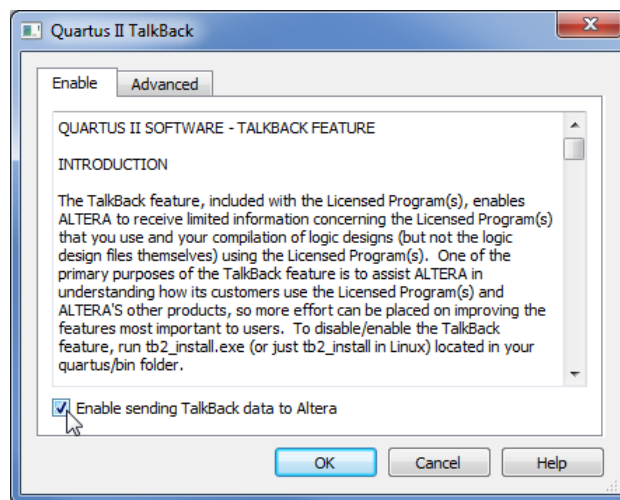 Quartus II TalkBack
Enable
Advanced
QUARTUS II SOFTWARE - TALKBACK FEATURE
INTRODUCTION
The TalkBack feature, included with the Licensed Program(s), enables
ALTERA to receive limited information concerning the Licensed Program(s)
that you use and your compilation of logic designs (but not the logic
design files themselves) using the Licensed Program(s).  One of the
primary purposes of the TalkBack feature is to assist ALTERA in
understanding how its customers use the Licensed Program(s) and
ALTERA'S other products, so more effort can be placed on improving the
features most important to users.  To disable/enable the TalkBack
feature, run tb2_install.exe (or just tb2_install in Linux) located in your
quartus/bin folder.
Enable sending TalkBack data to Altera
OK
Cancel
Help